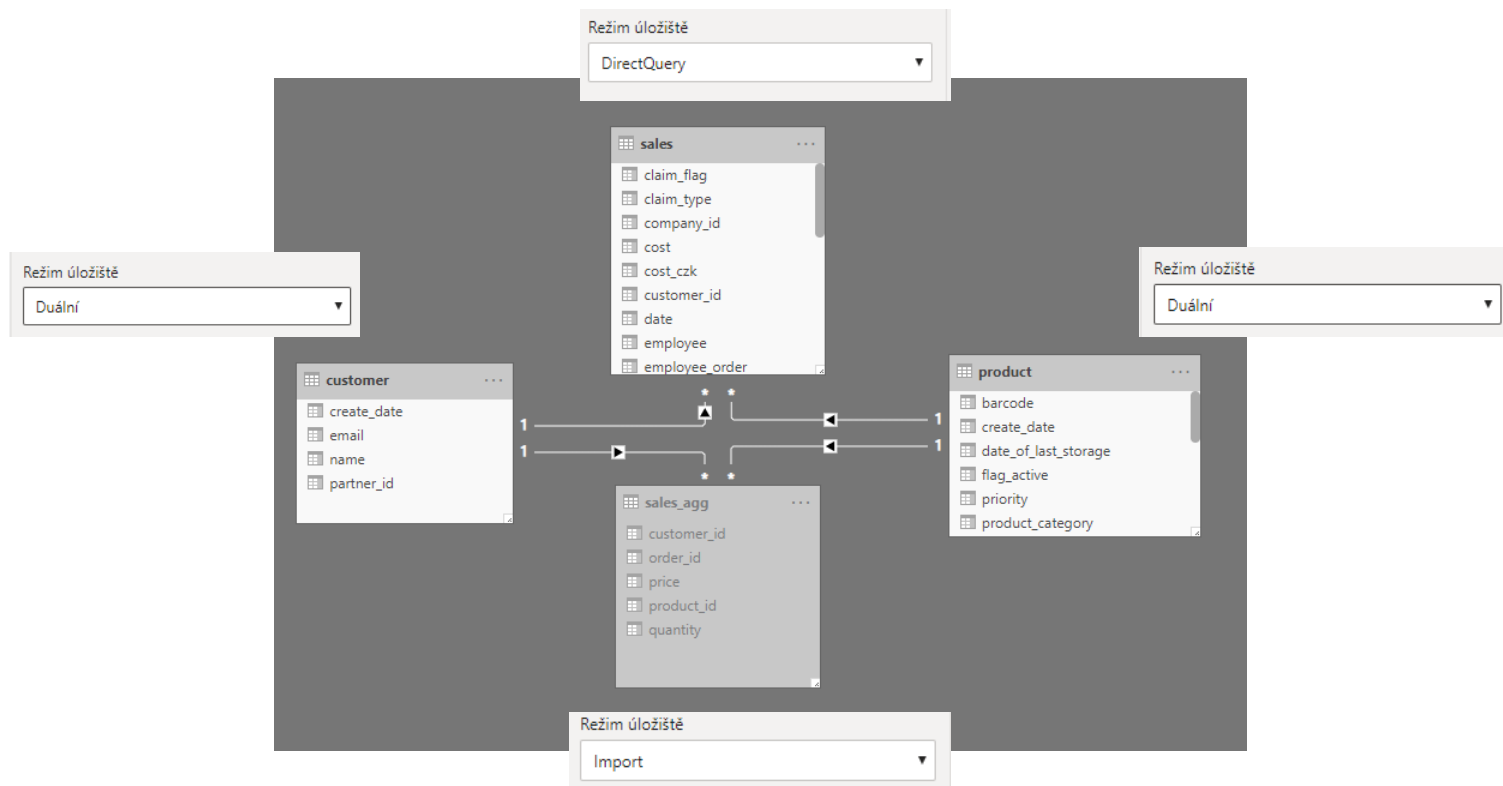 Režim úložiště
DirectQuery
sales
claim_flag
claim_type
company_id
cost
cost_czk
customer_id
date
employee
employee_order
Režim úložiště
Duální
Režim úložiště
Duální
customer
create_date
email
name
partner_id
product
barcode
create_date
date_of_last_storage
flag_active
priority
product_category
* *
1
1
1
1
* *
sales_agg
customer_id
order_id
price
product_id
quantity
Režim úložiště
Import